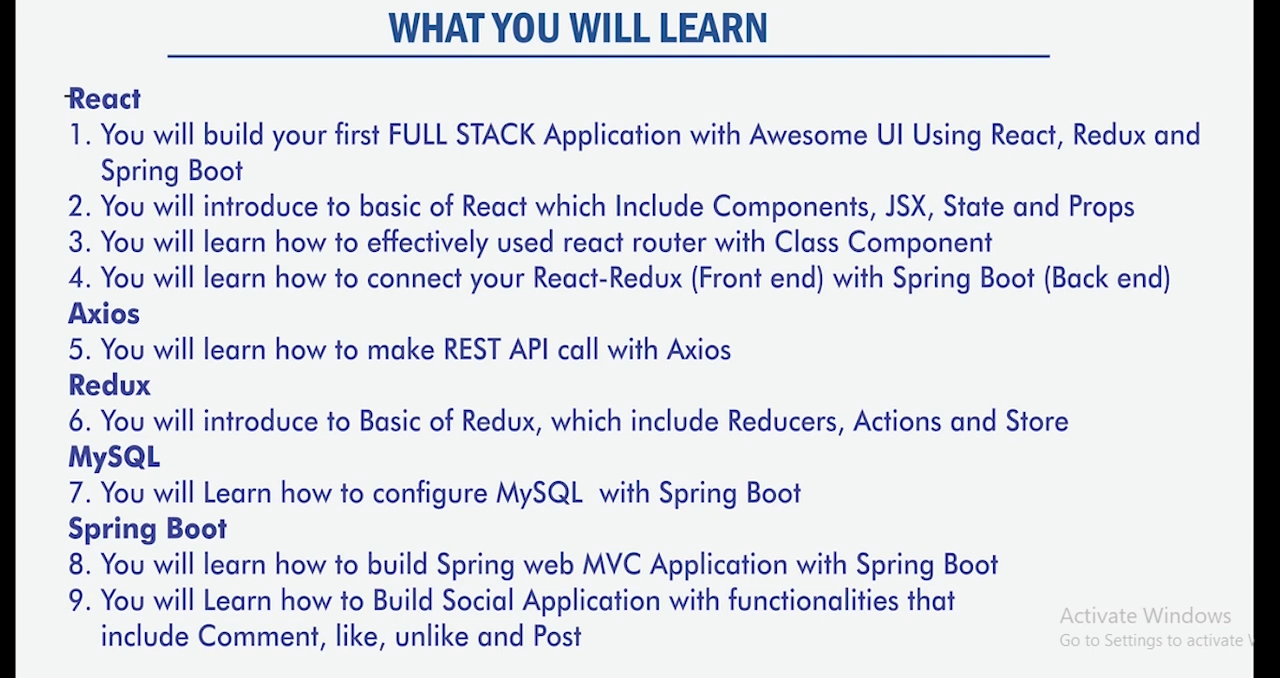 WHAT YOU WILL LEARN
React
1. You will build your first FULL STACK Application with Awesome UI Using React, Redux and
Spring Boot
2. You will introduce to basic of React which Include Components, JSX, State and Props
3. You will learn how to effectively used react router with Class Component
4. You will learn how to connect your React-Redux (Front end) with Spring Boot (Back end)
Axios
5. You will learn how to make REST API call with Axios
Redux
6. You will introduce to Basic of Redux, which include Reducers, Actions and Store
MySQL
7. You will Learn how to configure MySQL with Spring Boot
Spring Boot
8. You will learn how to build Spring web MVC Application with Spring Boot
9. You will Learn how to Build Social Application with functionalities that
include Comment, like, unlike and Post
Activate Windows
Go to Settings to activate